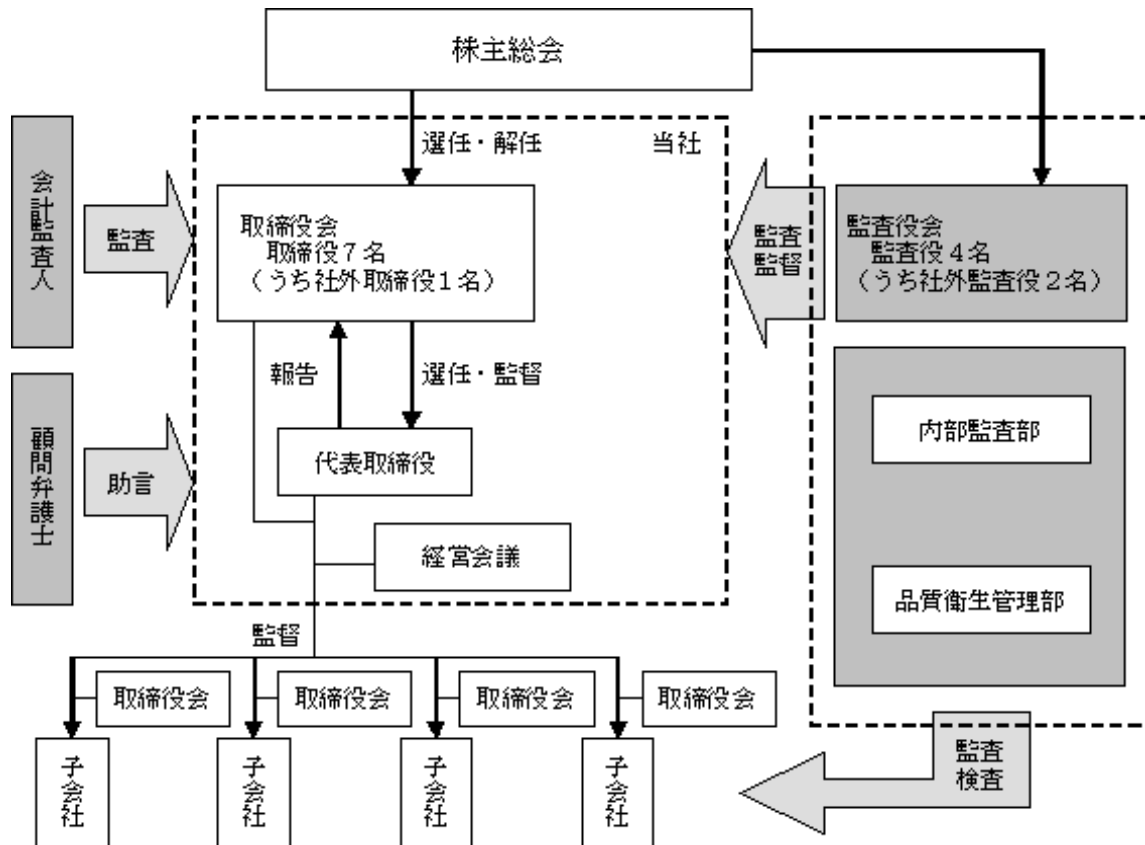 株主総会
選任・解任
当社
会計監査人
監査
取締役会
取締役7名
(うち社外取締役1名)
監査
監督
監査役会
監査役4名
(うち社外監査役2名)
報告
選任・監督
顧問弁護士
助言
代表取締役
内部監査部
経営会議
品質衛生管理部
監督
取締役会
取締役会
取締役会
取締役会
子会社
子会社
子会社
子会社
監査
検査